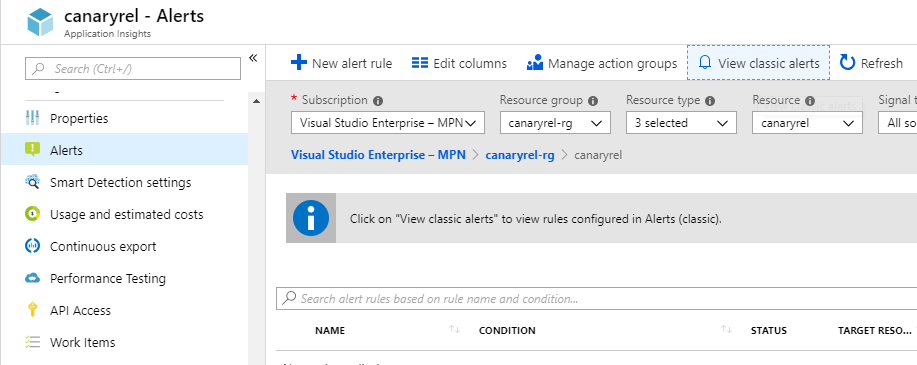 canaryrel - Alerts
Application Insights
Search (Ctrl+/)
Properties
Alerts
Smart Detection settings
Usage and estimated costs
Continuous export
Performance Testing
API Access
Work Items
New alert rule Edit columns Manage action groups View classic alerts Refresh
* Subscription Resource group Resource type Resource Signal t
Visual Studio Enterprise – MPN canaryrel-rg 3 selected canaryrel All so
Visual Studio Enterprise – MPN > canaryrel-rg > canaryrel
Click on "View classic alerts" to view rules configured in Alerts (classic).
Search alert rules based on rule name and condition...
NAME CONDITION STATUS TARGET RESO...